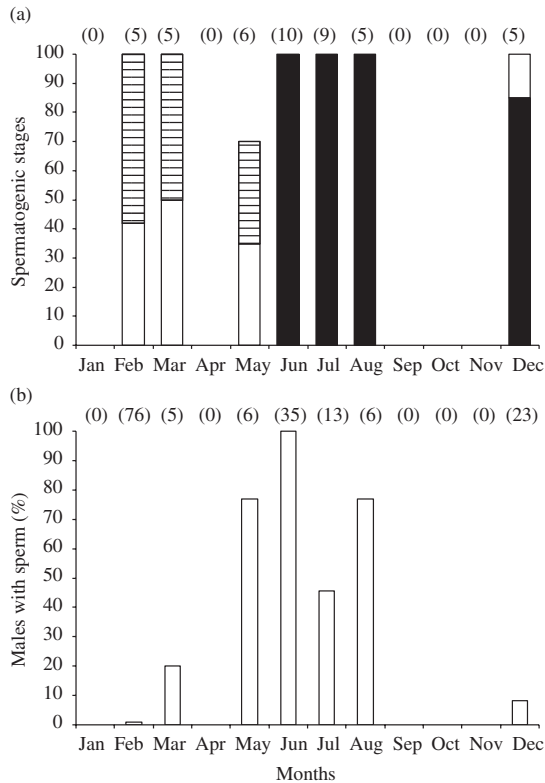 (a)
(0) (5) (5) (0) (6) (10) (9) (5) (0) (0) (0) (5)
100
90
80
70
60
50
40
30
20
10
0
Spermatogenic stages
Jan Feb Mar Apr May Jun Jul Aug Sep Oct Nov Dec
(b)
(0) (76) (5) (0) (6) (35) (13) (6) (0) (0) (0) (23)
100
90
80
70
60
50
40
30
20
10
0
Males with sperm (%)
Jan Feb Mar Apr May Jun Jul Aug Sep Oct Nov Dec
Months